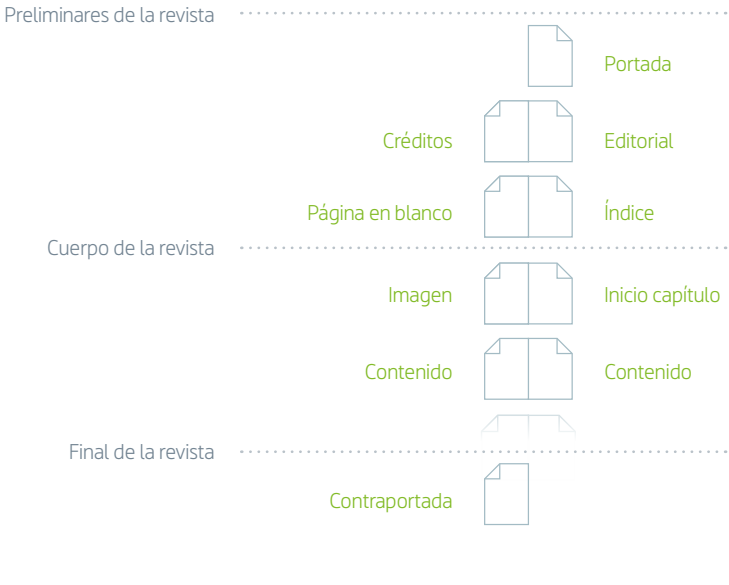 Preliminares de la revista
Portada
Créditos
Editorial
Página en blanco
Índice
Cuerpo de la revista
Imagen
Inicio capítulo
Contenido
Contenido
Final de la revista
Contraportada